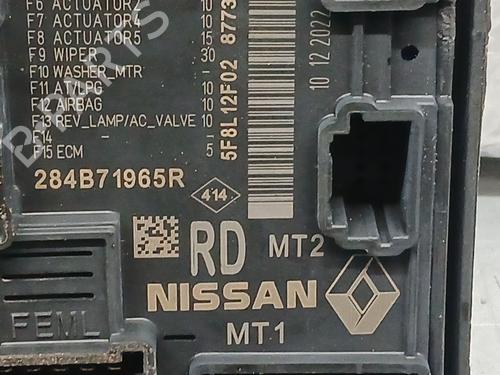 F6 ACTUATOR2 10
F7 ACTUATOR4 10
F8 ACTUATOR5 15
F9 WIPER 30
F10 WASHER_MTR -
F11 AT/LPG 10
F12 AIRBAG 10
F13 REV_LAMP/AC_VALVE 10
F14 - -
F15 ECM 5
5F8L12F02 8773
10 12 2022
284B71965R
414
RD MT2
NISSAN
MT1
FEML
B-PARTS